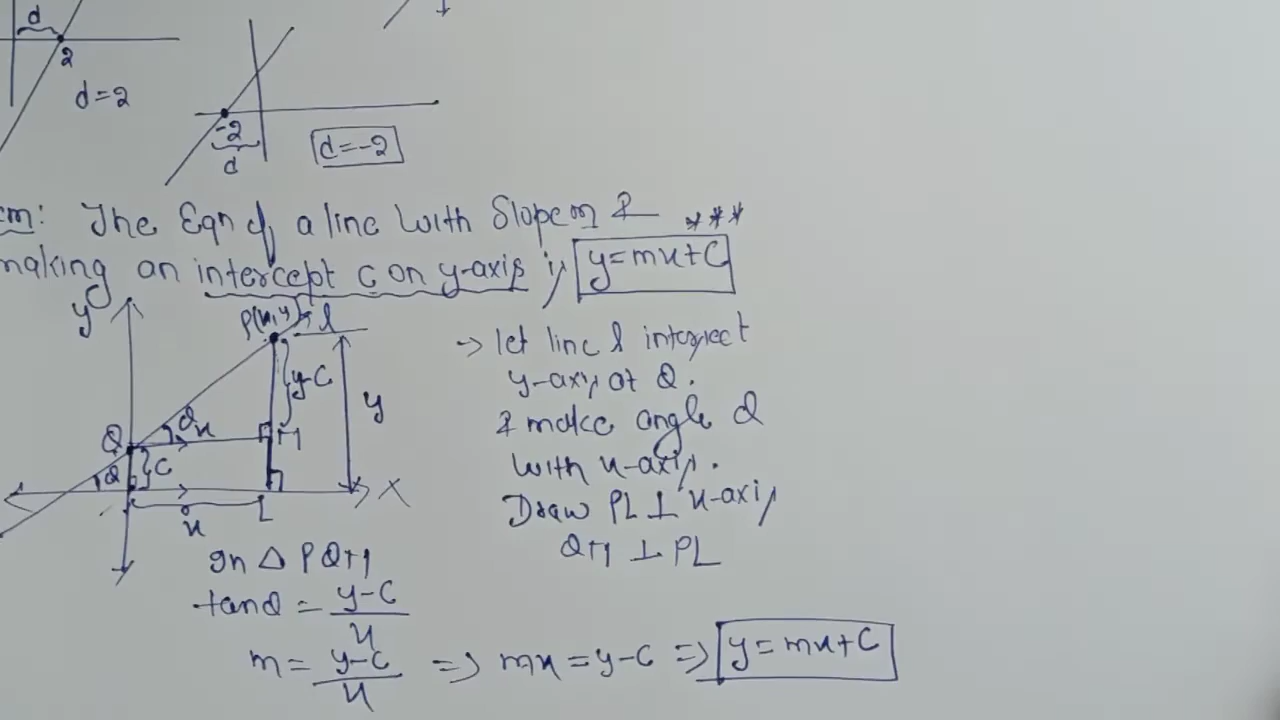 d
2
d=2
-2
d
d=-2
m: The Eqn of a line with Slope m & ***
making an intercept C on y-axis is y=mx+C
y
P(x,y) l
→ let line l intersect
y-axis at Q.
y-C
y
& make angle θ
Q θ x M
with x-axis.
θ C
X
Draw PL ⊥ x-axis
x L
QM ⊥ PL
In △ PQM
tanθ = y-C
x
m = y-C ⇒ mx = y-C ⇒ y=mx+C
x